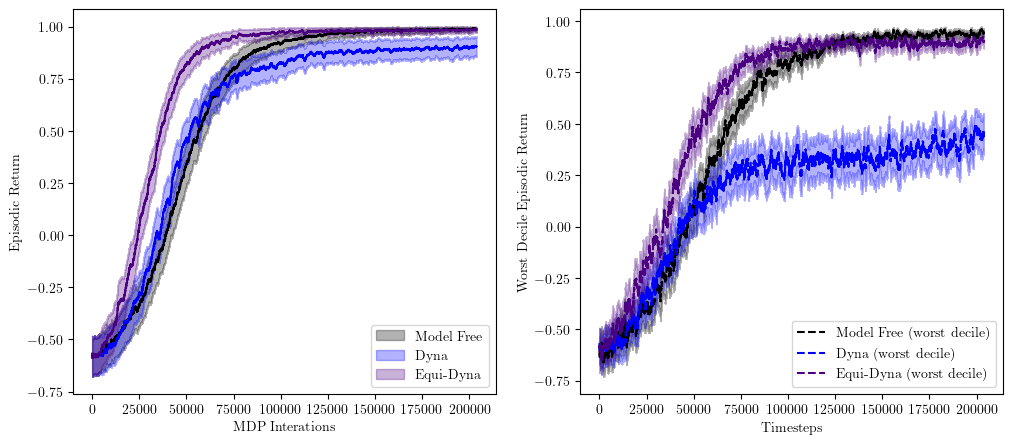 1.00
0.75
0.50
0.25
0.00
−0.25
−0.50
−0.75
Episodic Return
0 25000 50000 75000 100000 125000 150000 175000 200000
MDP Interations
Model Free
Dyna
Equi-Dyna
1.00
0.75
0.50
0.25
0.00
−0.25
−0.50
−0.75
Worst Decile Episodic Return
0 25000 50000 75000 100000 125000 150000 175000 200000
Timesteps
Model Free (worst decile)
Dyna (worst decile)
Equi-Dyna (worst decile)